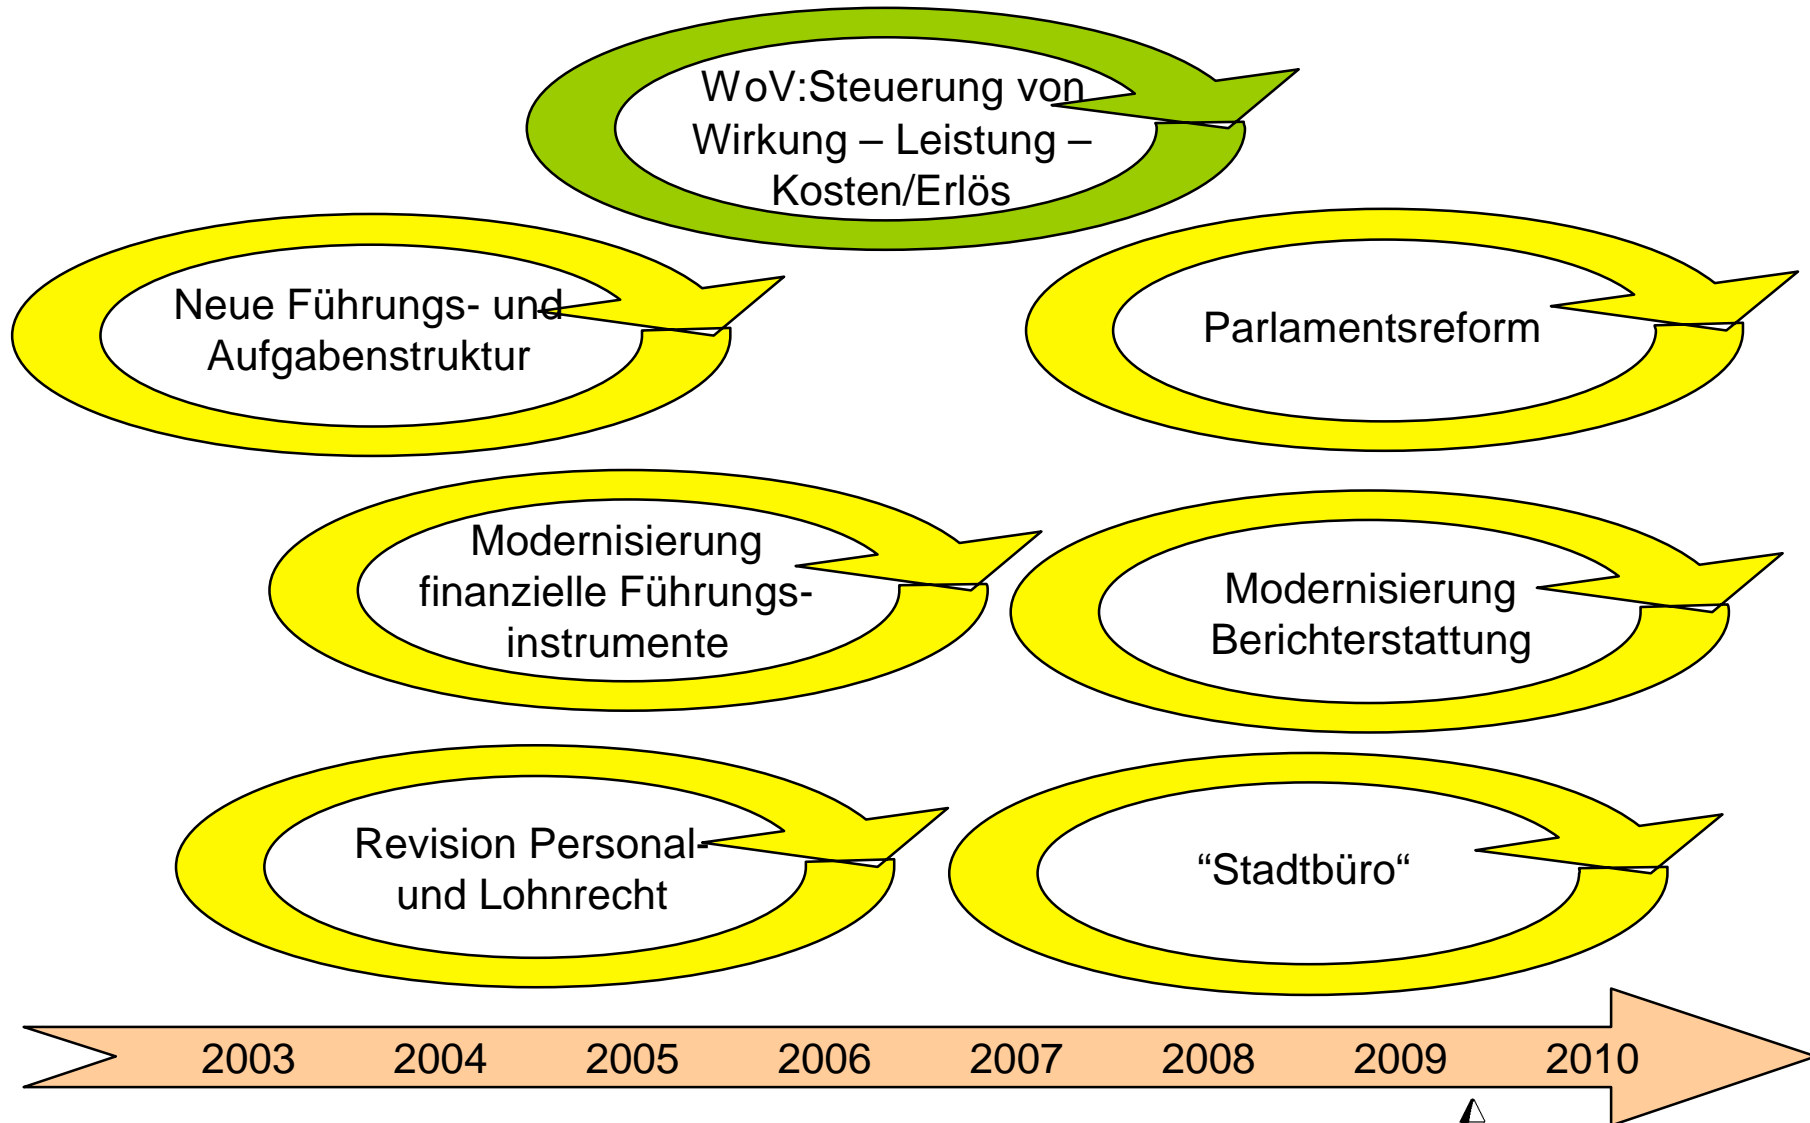 WoV:Steuerung von
Wirkung – Leistung –
Kosten/Erlös
Neue Führungs- und
Aufgabenstruktur
Parlamentsreform
Modernisierung
finanzielle Führungs-
instrumente
Modernisierung
Berichterstattung
Revision Personal-
und Lohnrecht
“Stadtbüro“
2003 2004 2005 2006 2007 2008 2009 2010